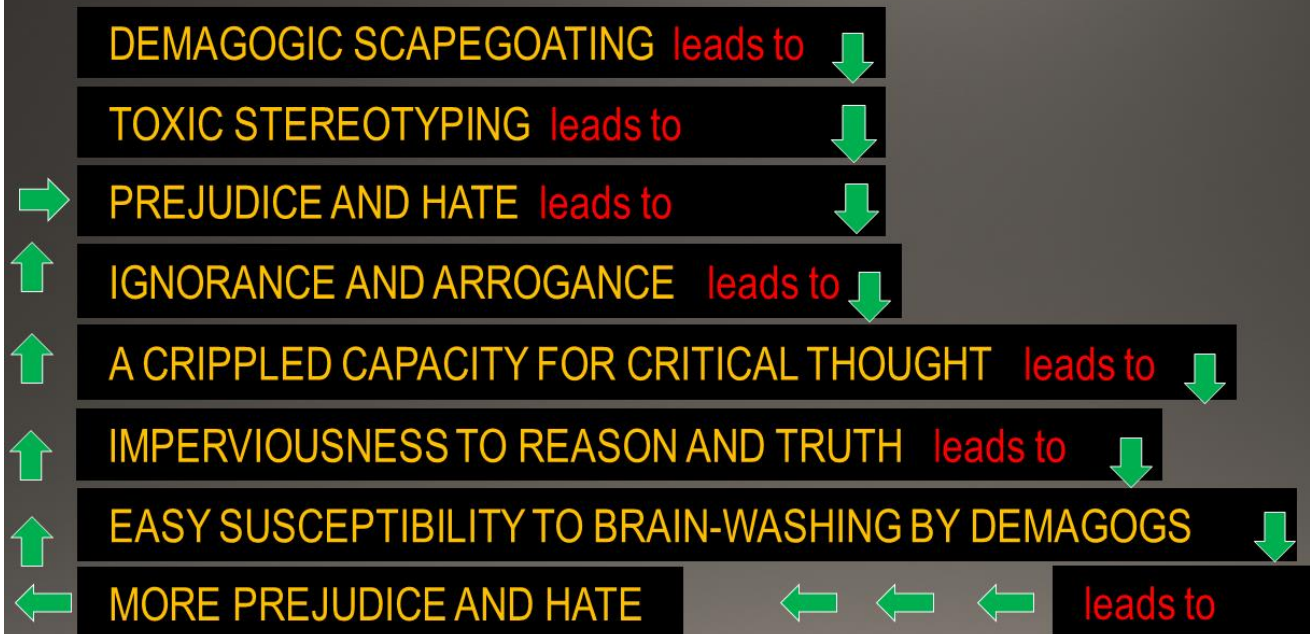 DEMAGOGIC SCAPEGOATING leads to
TOXIC STEREOTYPING leads to
PREJUDICE AND HATE leads to
IGNORANCE AND ARROGANCE leads to
A CRIPPLED CAPACITY FOR CRITICAL THOUGHT leads to
IMPERVIOUSNESS TO REASON AND TRUTH leads to
EASY SUSCEPTIBILITY TO BRAIN-WASHING BY DEMAGOGS
MORE PREJUDICE AND HATE leads to